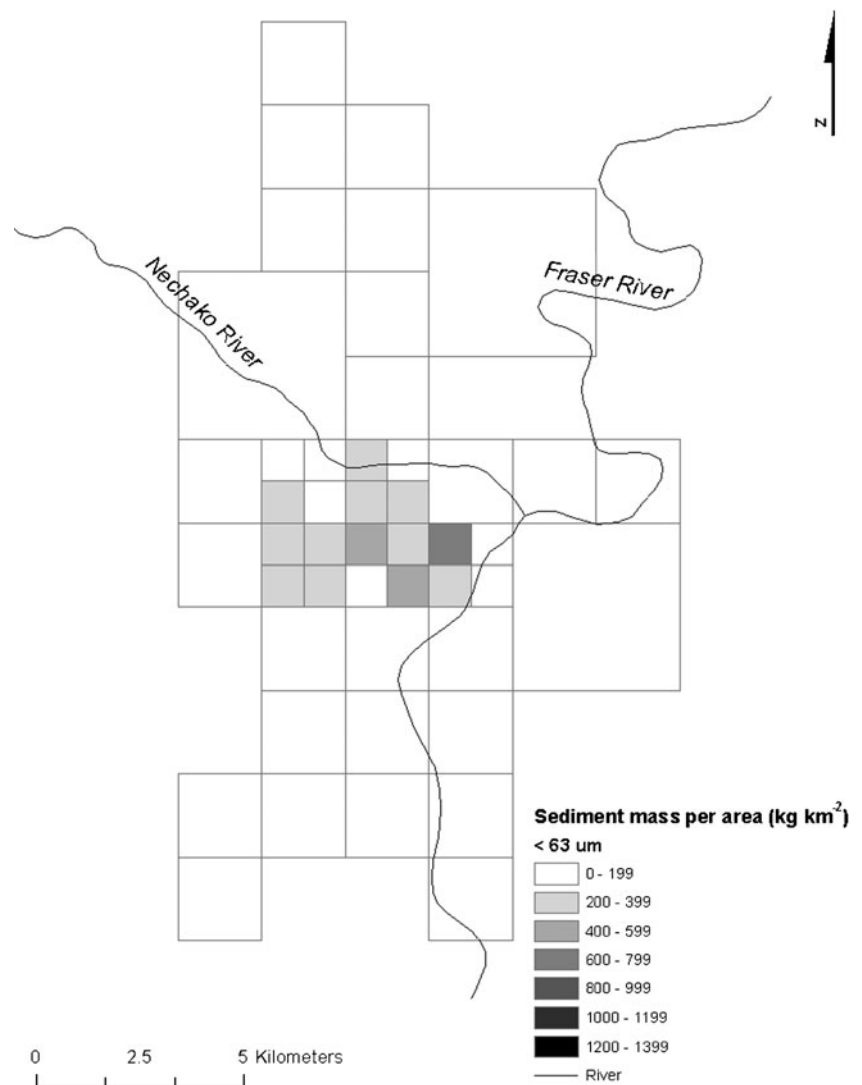 N
Nechako River
Fraser River
Sediment mass per area (kg km-2)
< 63 um
0 - 199
200 - 399
400 - 599
600 - 799
800 - 999
1000 - 1199
1200 - 1399
River
0 2.5 5 Kilometers